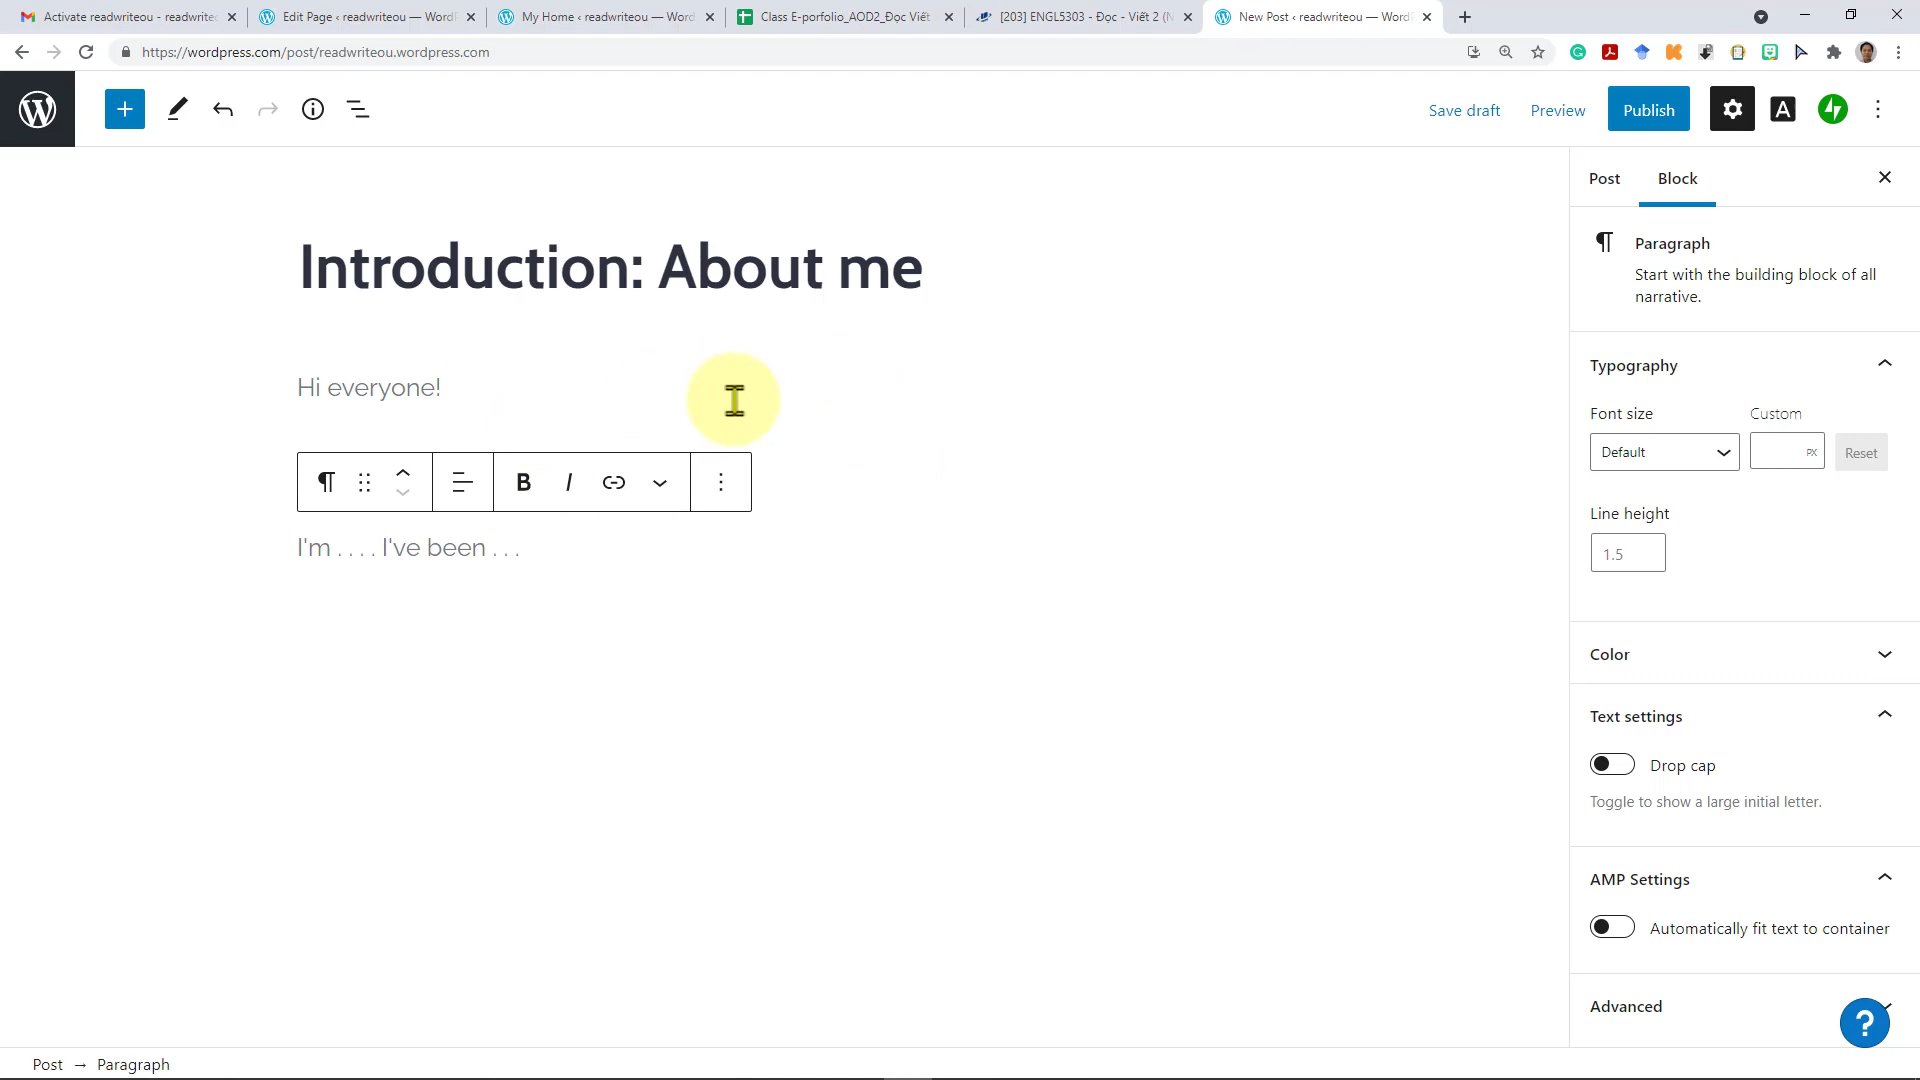 Activate readwriteou - readwriteo
Edit Page ‹ readwriteou — WordP
My Home ‹ readwriteou — Word
Class E-porfolio_AOD2_Đọc Viết
[203] ENGL5303 - Đọc - Viết 2 (N
New Post ‹ readwriteou — WordP
https://wordpress.com/post/readwriteou.wordpress.com
Save draft
Preview
Publish
A
Post
Block
Introduction: About me
Paragraph
Start with the building block of all
narrative.
Hi everyone!
Typography
Font size
Custom
Default
PX
Reset
B
I
Line height
1.5
I'm . . . . I've been . . .
Color
Text settings
Drop cap
Toggle to show a large initial letter.
AMP Settings
Automatically fit text to container
Advanced
?
Post → Paragraph